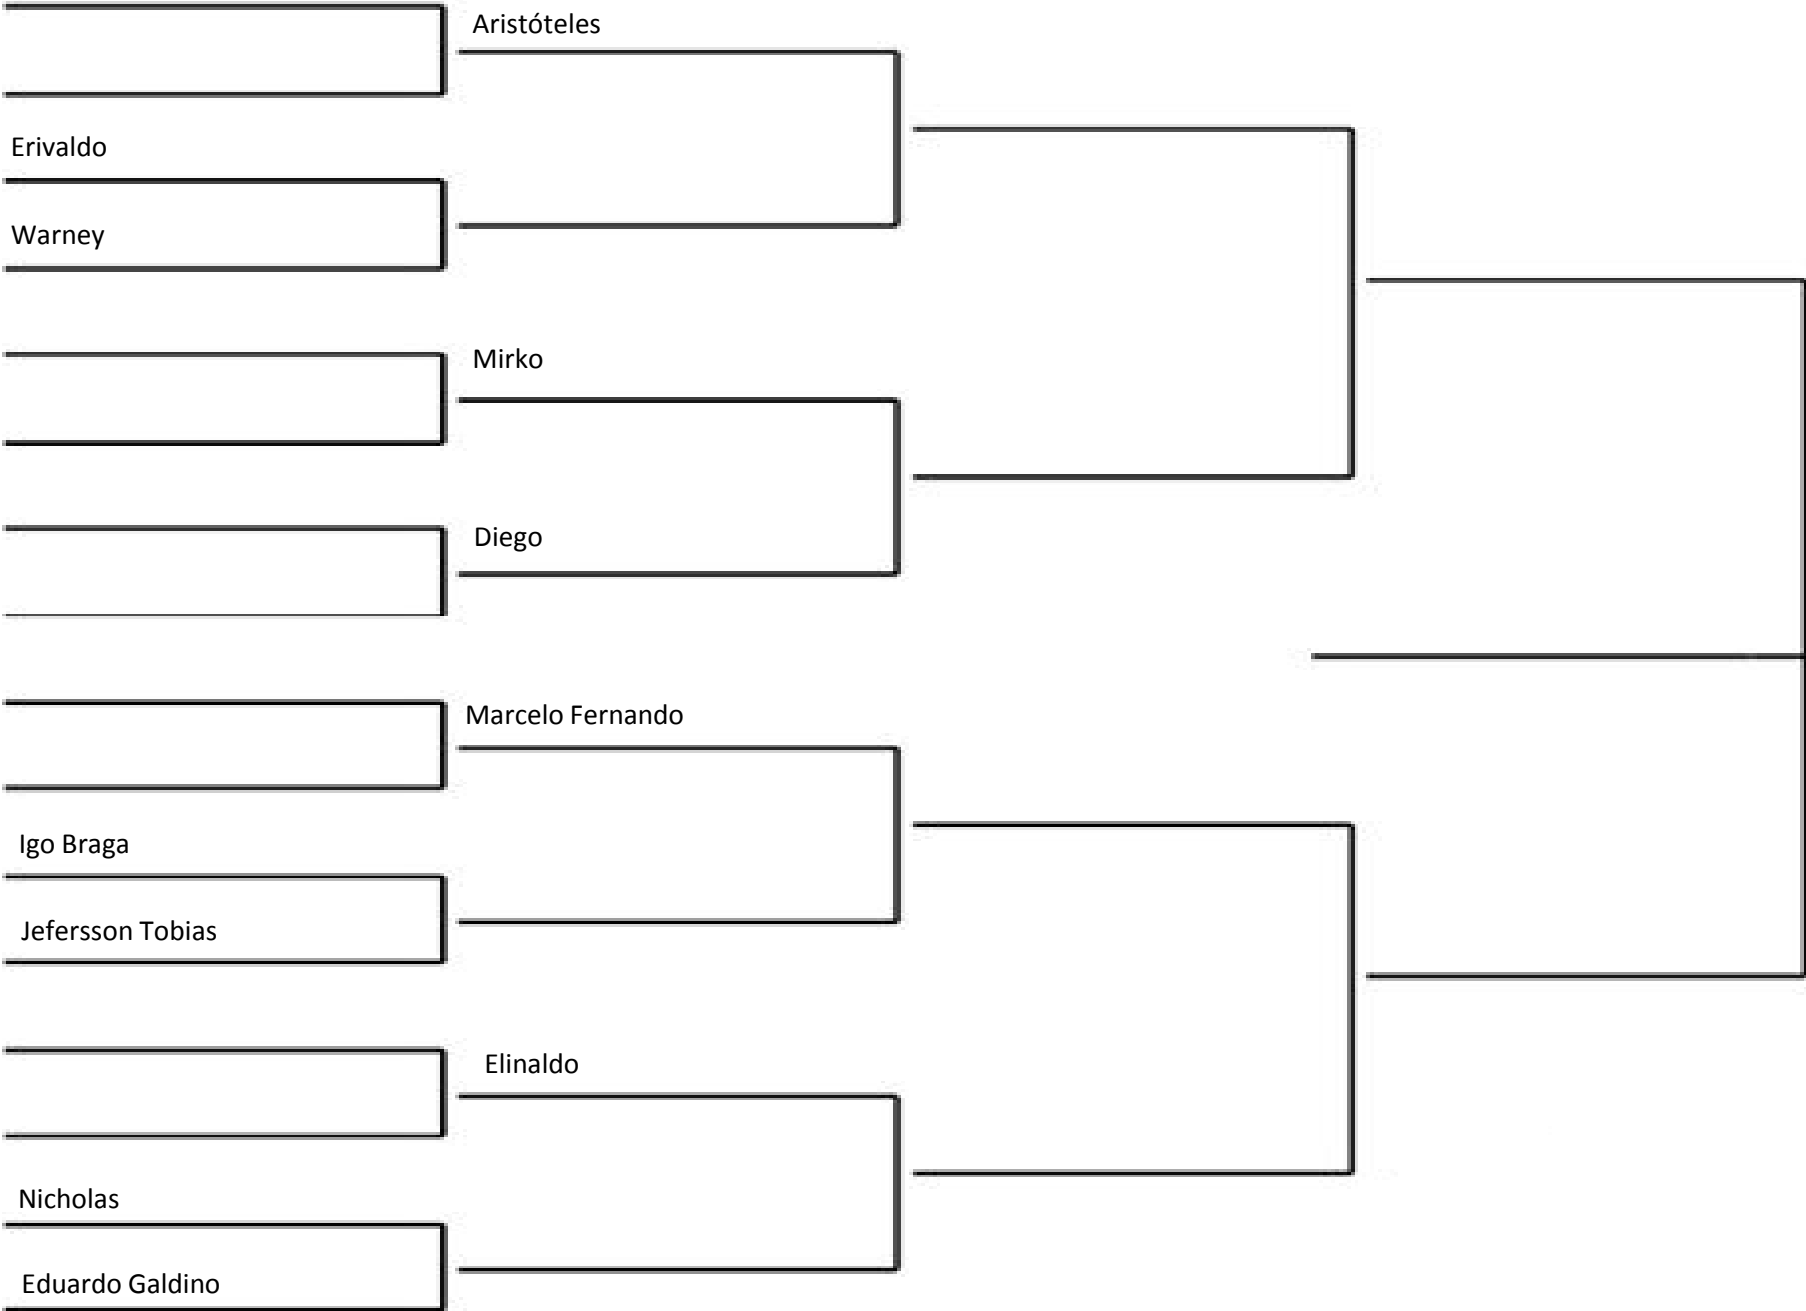 Aristóteles
Erivaldo
Warney
Mirko
Diego
Marcelo Fernando
Igo Braga
Jefersson Tobias
Elinaldo
Nicholas
Eduardo Galdino